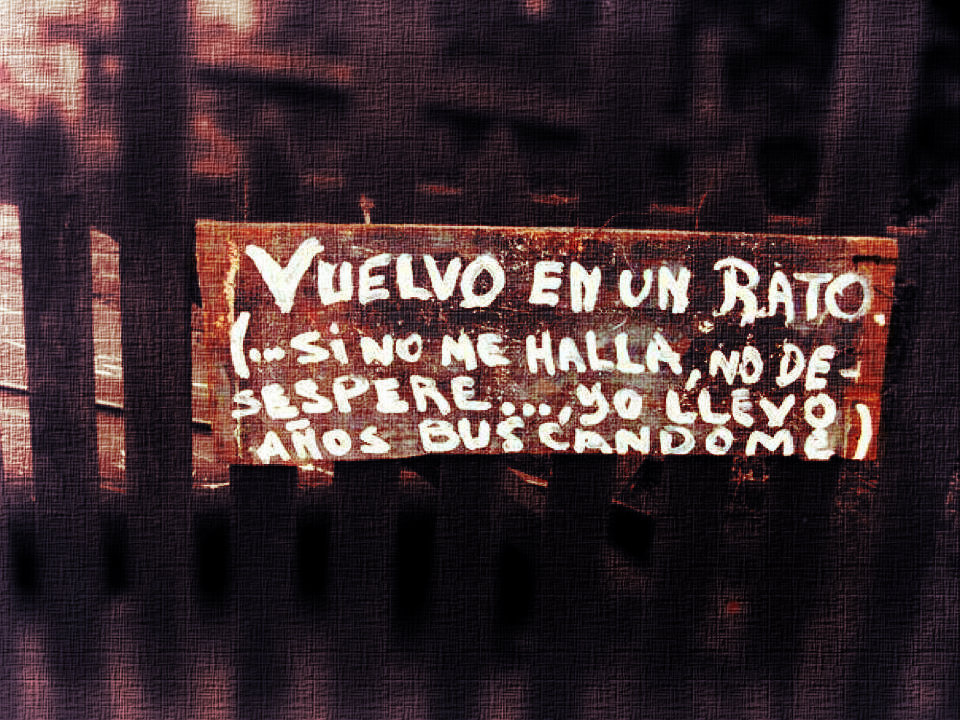 VUELVO EN UN RATO.
(...Si NO ME HALLA, NO DE-
SESPERE..., YO LLEVO
AÑOS BUSCANDOME)